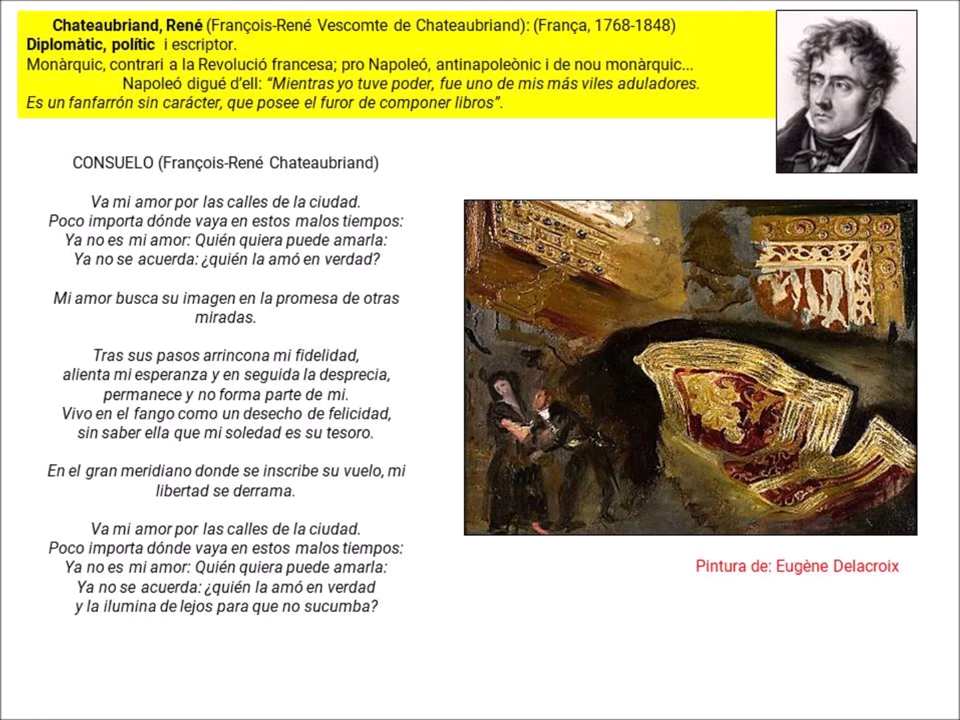 Chateaubriand, René (François-René Vescomte de Chateaubriand): (França, 1768-1848)
Diplomàtic, polític i escriptor.
Monàrquic, contrari a la Revolució francesa; pro Napoleó, antinapoleònic i de nou monàrquic...
Napoleó digué d'ell: “Mientras yo tuve poder, fue uno de mis más viles aduladores.
Es un fanfarrón sin carácter, que posee el furor de componer libros”.
CONSUELO (François-René Chateaubriand)
Va mi amor por las calles de la ciudad.
Poco importa dónde vaya en estos malos tiempos:
Ya no es mi amor: Quién quiera puede amarla:
Ya no se acuerda: ¿quién la amó en verdad?
Mi amor busca su imagen en la promesa de otras
miradas.
Tras sus pasos arrincona mi fidelidad,
alienta mi esperanza y en seguida la desprecia,
permanece y no forma parte de mi.
Vivo en el fango como un desecho de felicidad,
sin saber ella que mi soledad es su tesoro.
En el gran meridiano donde se inscribe su vuelo, mi
libertad se derrama.
Va mi amor por las calles de la ciudad.
Poco importa dónde vaya en estos malos tiempos:
Ya no es mi amor: Quién quiera puede amarla:
Ya no se acuerda: ¿quién la amó en verdad
y la ilumina de lejos para que no sucumba?
Pintura de: Eugène Delacroix